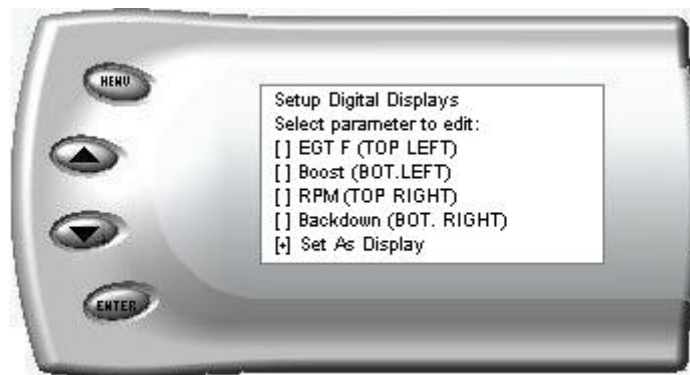 MENU
Setup Digital Displays
Select parameter to edit:
[ ] EGT F (TOP LEFT)
[ ] Boost (BOT.LEFT)
[ ] RPM (TOP RIGHT)
[ ] Backdown (BOT. RIGHT)
[+] Set As Display
ENTER